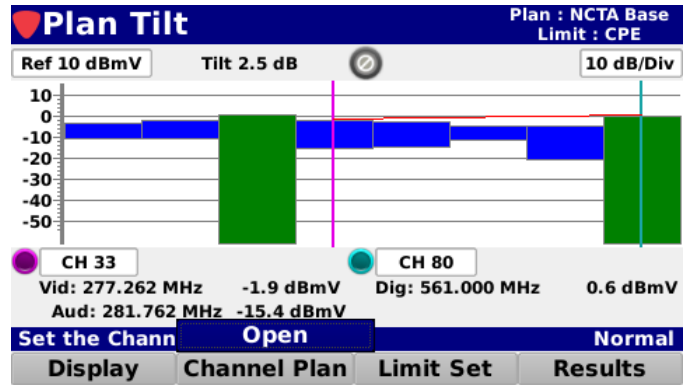 Plan Tilt
Plan : NCTA Base
Limit : CPE
Ref 10 dBmV
Tilt 2.5 dB
10 dB/Div
10
0
-10
-20
-30
-40
-50
CH 33
CH 80
Vid: 277.262 MHz -1.9 dBmV
Dig: 561.000 MHz 0.6 dBmV
Aud: 281.762 MHz -15.4 dBmV
Set the Chann
Open
Normal
Display
Channel Plan
Limit Set
Results